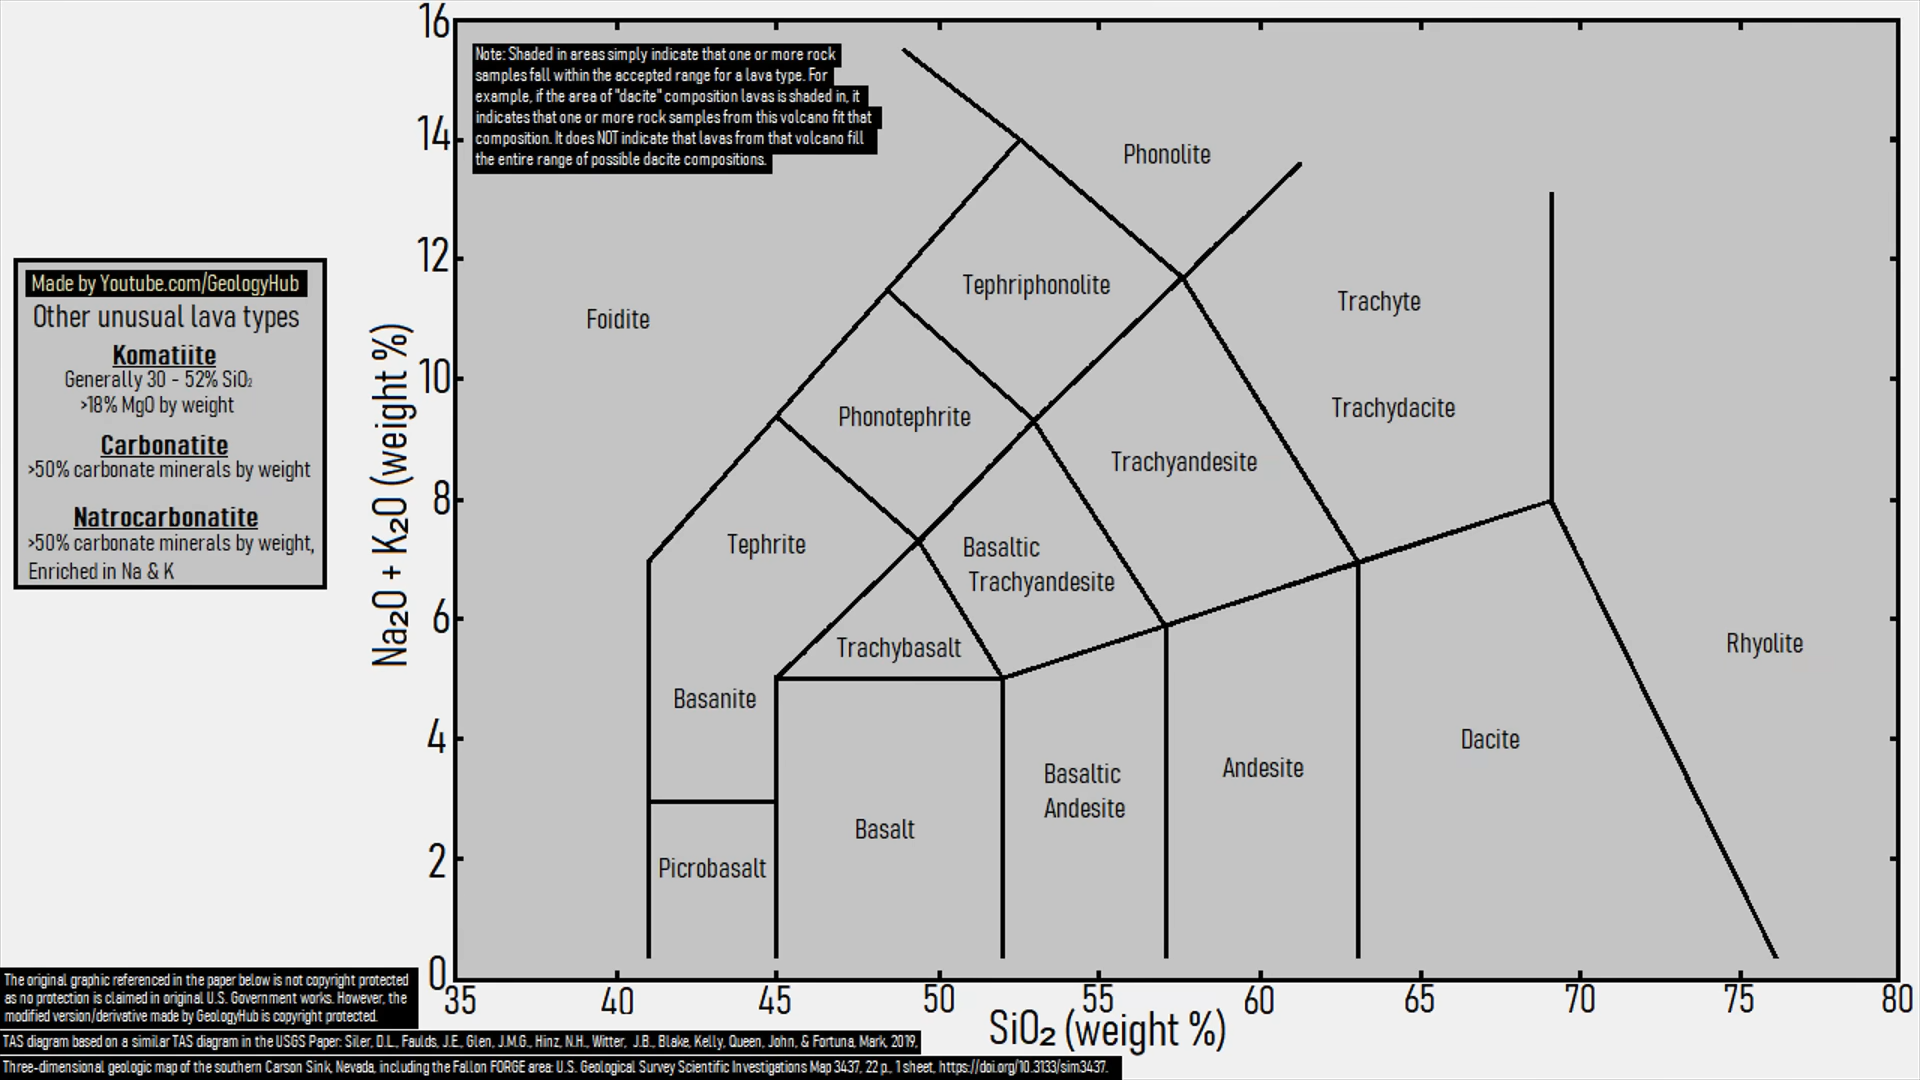 16
14
12
10
8
6
4
2
0
Na₂O + K₂O (weight %)
35
40
45
50
55
60
65
70
75
80
SiO₂ (weight %)
Note: Shaded in areas simply indicate that one or more rock
samples fall within the accepted range for a lava type. For
example, if the area of "dacite" composition lavas is shaded in, it
indicates that one or more rock samples from this volcano fit that
composition. It does NOT indicate that lavas from that volcano fill
the entire range of possible dacite compositions.
Phonolite
Tephriphonolite
Foidite
Trachyte
Trachydacite
Phonotephrite
Trachyandesite
Tephrite
Basaltic
Trachyandesite
Trachybasalt
Basanite
Rhyolite
Dacite
Andesite
Basaltic
Andesite
Basalt
Picrobasalt
Made by Youtube.com/GeologyHub
Other unusual lava types
Komatiite
Generally 30 - 52% SiO₂
>18% MgO by weight
Carbonatite
>50% carbonate minerals by weight
Natrocarbonatite
>50% carbonate minerals by weight,
Enriched in Na & K
The original graphic referenced in the paper below is not copyright protected
as no protection is claimed in original U.S. Government works. However, the
modified version/derivative made by GeologyHub is copyright protected.
TAS diagram based on a similar TAS diagram in the USGS Paper: Siler, D.L., Faulds, J.E., Glen, J.M.G., Hinz, N.H., Witter, J.B., Blake, Kelly, Queen, John, & Fortuna, Mark, 2019,
Three-dimensional geologic map of the southern Carson Sink, Nevada, including the Fallon FORGE area: U.S. Geological Survey Scientific Investigations Map 3437, 22 p., 1 sheet, https://doi.org/10.3133/sim3437.